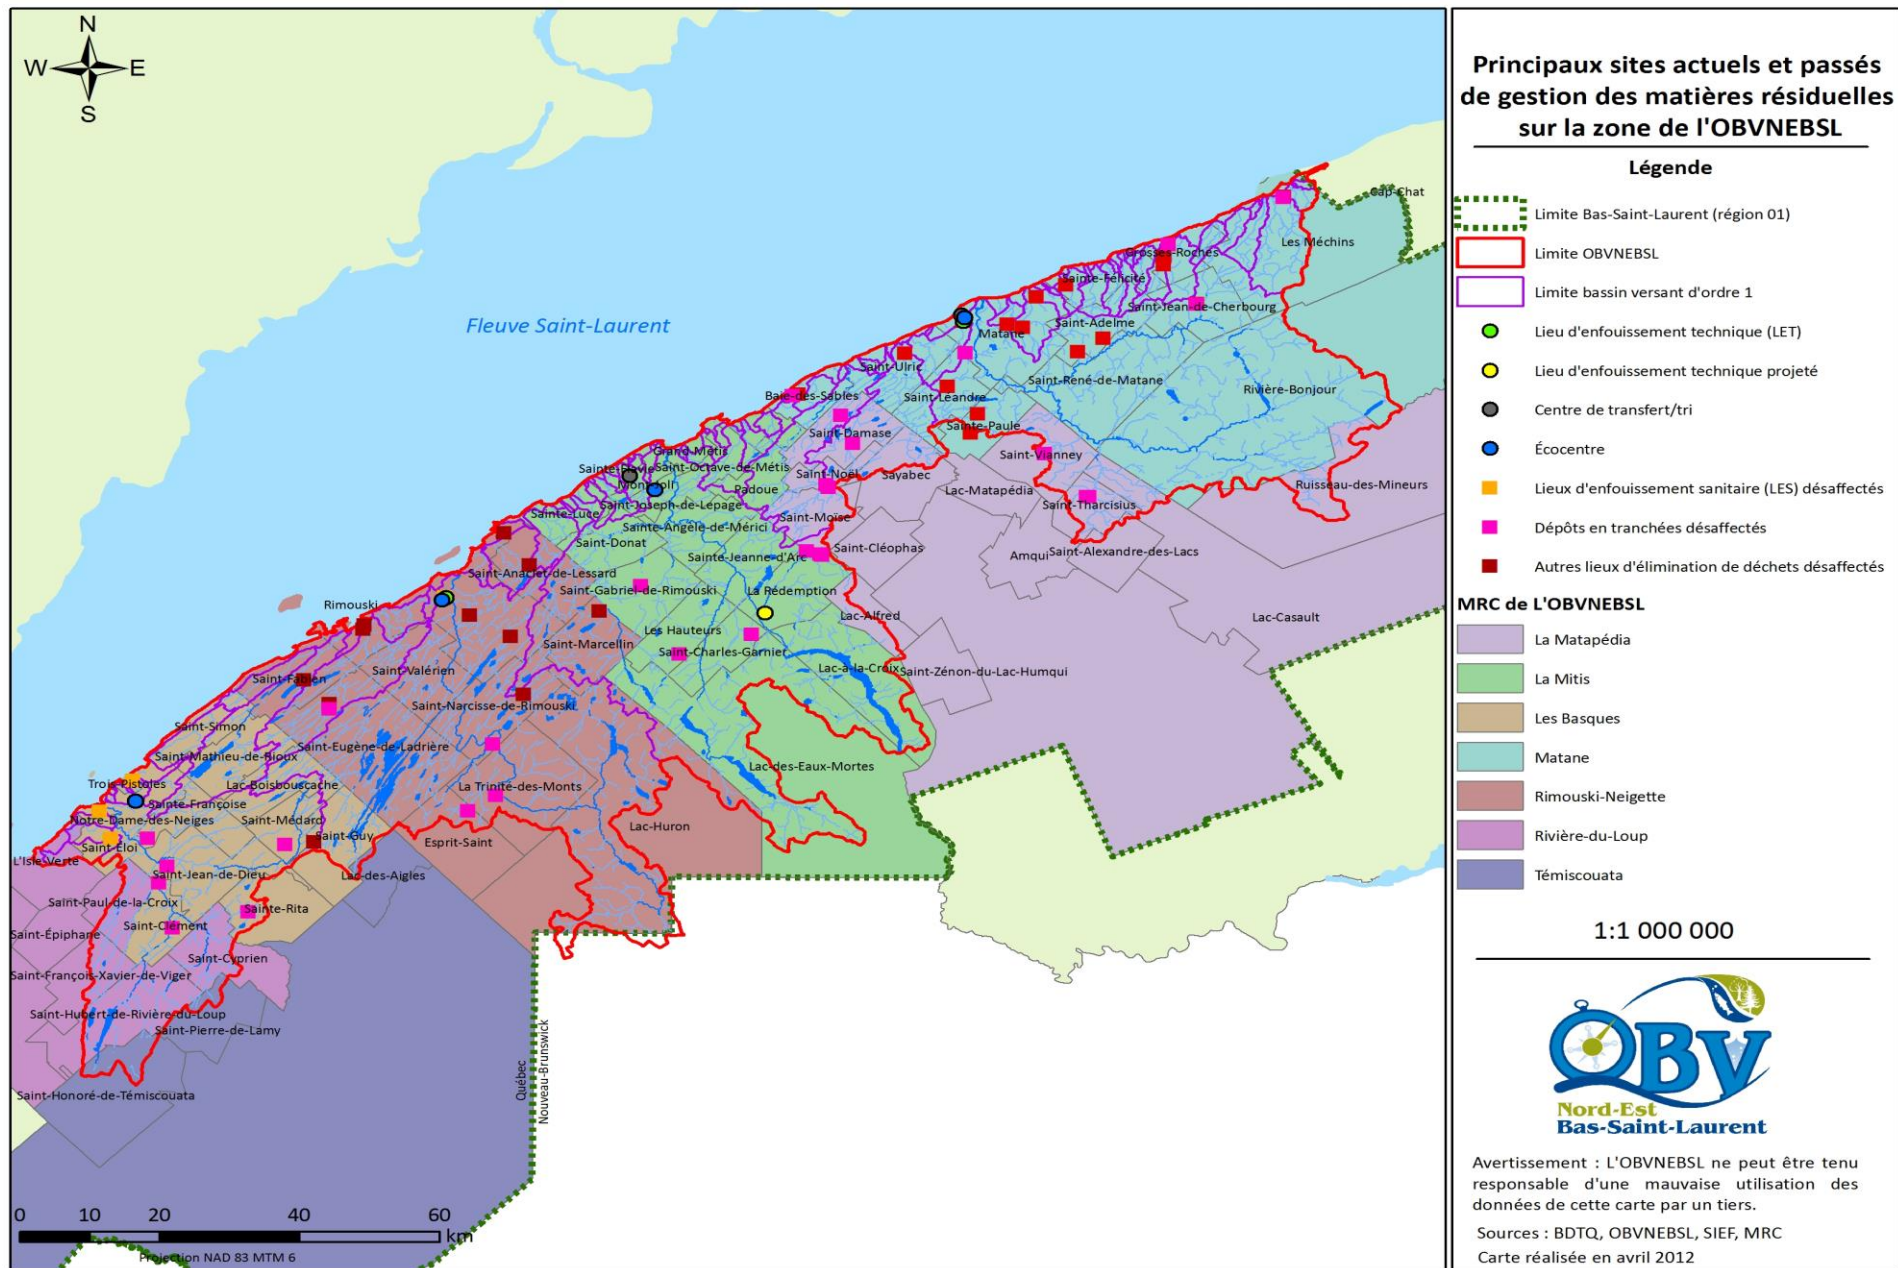 N
W E
S
Fleuve Saint-Laurent
Cap-Chat
Les Méchins
Grosses-Roches
Sainte-Félicité
Saint-Jean-de-Cherbourg
Saint-Adelme
Matane
Saint-Ulric
Saint-René-de-Matane
Rivière-Bonjour
Baie-des-Sables
Saint-Léandre
Sainte-Paule
Saint-Damase
Saint-Vianney
Grand-Métis
Sainte-Flavie
Saint-Octave-de-Métis
Saint-Noël
Sayabec
Mont-Joli
Padoue
Lac-Matapédia
Ruisseau-des-Mineurs
Saint-Joseph-de-Lepage
Saint-Tharcisius
Sainte-Luce
Saint-Moïse
Sainte-Angèle-de-Mérici
Saint-Donat
Saint-Cléophas
Sainte-Jeanne-d'Arc
Amqui
Saint-Alexandre-des-Lacs
Saint-Anaclet-de-Lessard
Saint-Gabriel-de-Rimouski
La Rédemption
Rimouski
Lac-Alfred
Lac-Casault
Les Hauteurs
Saint-Marcellin
Saint-Charles-Garnier
Saint-Valérien
Lac-à-la-Croix
Saint-Zénon-du-Lac-Humqui
Saint-Fabien
Saint-Narcisse-de-Rimouski
Saint-Simon
Saint-Eugène-de-Ladrière
Saint-Mathieu-de-Rioux
Lac-des-Eaux-Mortes
Trois-Pistoles
Lac-Boisbouscache
La Trinité-des-Monts
Sainte-Françoise
Notre-Dame-des-Neiges
Saint-Médard
Lac-Huron
Saint-Guy
Esprit-Saint
Saint-Éloi
L'Isle-Verte
Saint-Jean-de-Dieu
Lac-des-Aigles
Saint-Paul-de-la-Croix
Sainte-Rita
Saint-Clément
Saint-Épiphane
Saint-Cyprien
Saint-François-Xavier-de-Viger
Saint-Hubert-de-Rivière-du-Loup
Saint-Pierre-de-Lamy
Saint-Honoré-de-Témiscouata
Québec
Nouveau-Brunswick
0 10 20 40 60
km
Projection NAD 83 MTM 6
Principaux sites actuels et passés
de gestion des matières résiduelles
sur la zone de l'OBVNEBSL
Légende
Limite Bas-Saint-Laurent (région 01)
Limite OBVNEBSL
Limite bassin versant d'ordre 1
Lieu d'enfouissement technique (LET)
Lieu d'enfouissement technique projeté
Centre de transfert/tri
Écocentre
Lieux d'enfouissement sanitaire (LES) désaffectés
Dépôts en tranchées désaffectés
Autres lieux d'élimination de déchets désaffectés
MRC de L'OBVNEBSL
La Matapédia
La Mitis
Les Basques
Matane
Rimouski-Neigette
Rivière-du-Loup
Témiscouata
1:1 000 000
OBV
Nord-Est
Bas-Saint-Laurent
Avertissement : L'OBVNEBSL ne peut être tenu
responsable d'une mauvaise utilisation des
données de cette carte par un tiers.
Sources : BDTQ, OBVNEBSL, SIEF, MRC
Carte réalisée en avril 2012